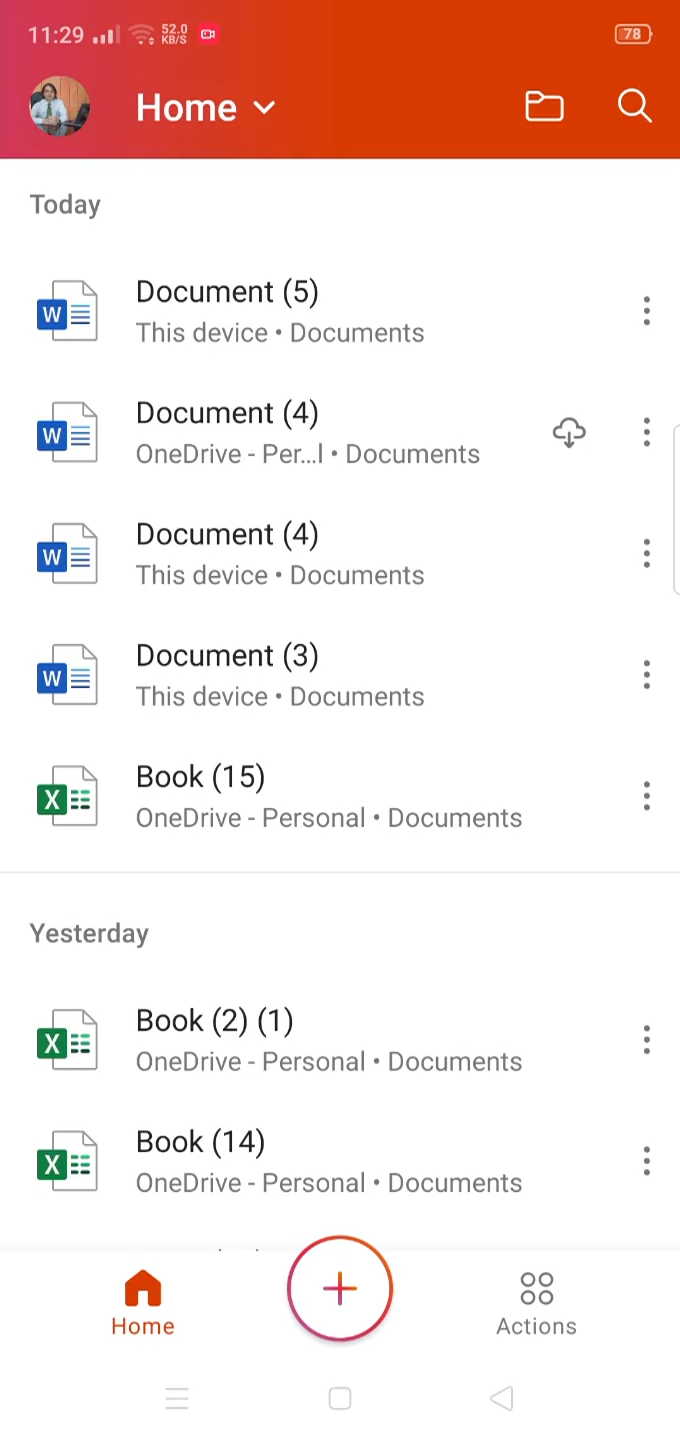 11:29
52.0
KB/S
78
Home
Today
W
Document (5)
This device • Documents
W
Document (4)
OneDrive - Per...l • Documents
W
Document (4)
This device • Documents
W
Document (3)
This device • Documents
X
Book (15)
OneDrive - Personal • Documents
Yesterday
X
Book (2) (1)
OneDrive - Personal • Documents
X
Book (14)
OneDrive - Personal • Documents
Home
Actions